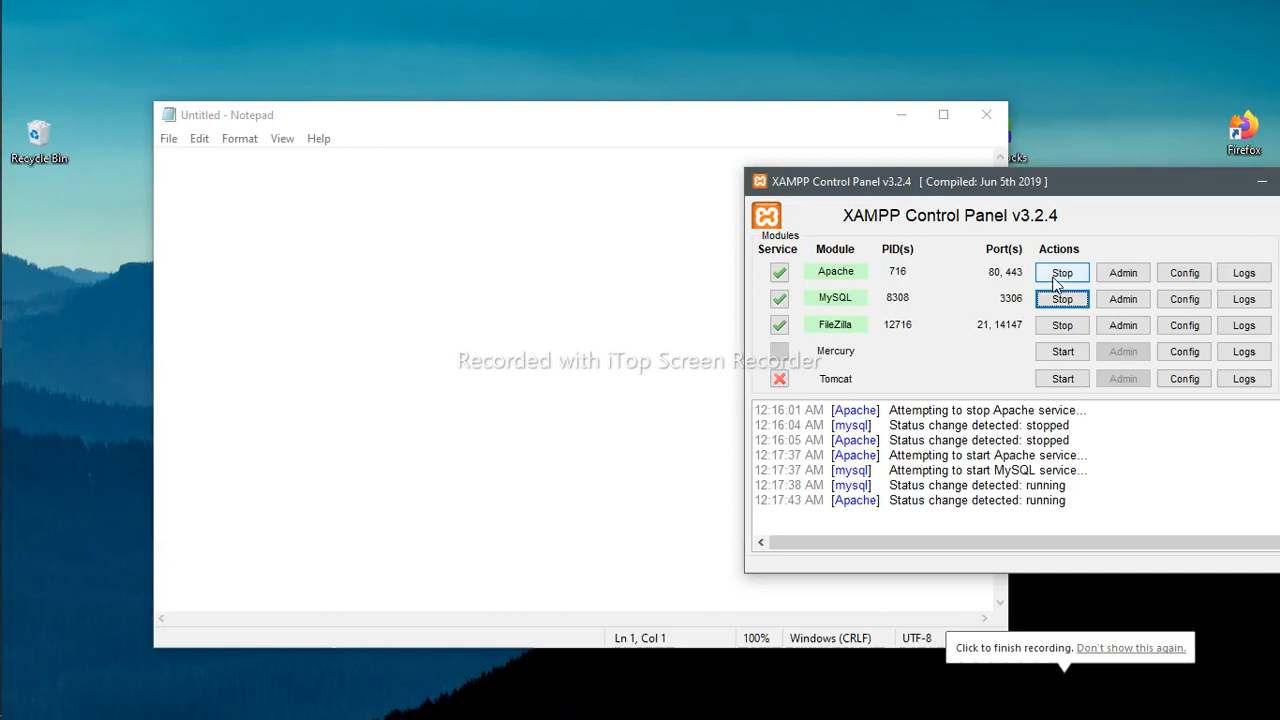 Recycle Bin
Untitled - Notepad
File Edit Format View Help
Firefox
cks
XAMPP Control Panel v3.2.4 [ Compiled: Jun 5th 2019 ]
XAMPP Control Panel v3.2.4
Modules
Service Module PID(s) Port(s) Actions
Apache 716 80, 443 Stop Admin Config Logs
MySQL 8308 3306 Stop Admin Config Logs
FileZilla 12716 21, 14147 Stop Admin Config Logs
Mercury Start Admin Config Logs
Tomcat Start Admin Config Logs
Recorded with iTop Screen Recorder
12:16:01 AM [Apache] Attempting to stop Apache service...
12:16:04 AM [mysql] Status change detected: stopped
12:16:05 AM [Apache] Status change detected: stopped
12:17:37 AM [Apache] Attempting to start Apache service...
12:17:37 AM [mysql] Attempting to start MySQL service...
12:17:38 AM [mysql] Status change detected: running
12:17:43 AM [Apache] Status change detected: running
Ln 1, Col 1 100% Windows (CRLF) UTF-8
Click to finish recording. Don't show this again.